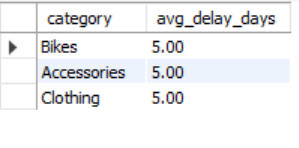 category avg_delay_days
Bikes 5.00
Accessories 5.00
Clothing 5.00